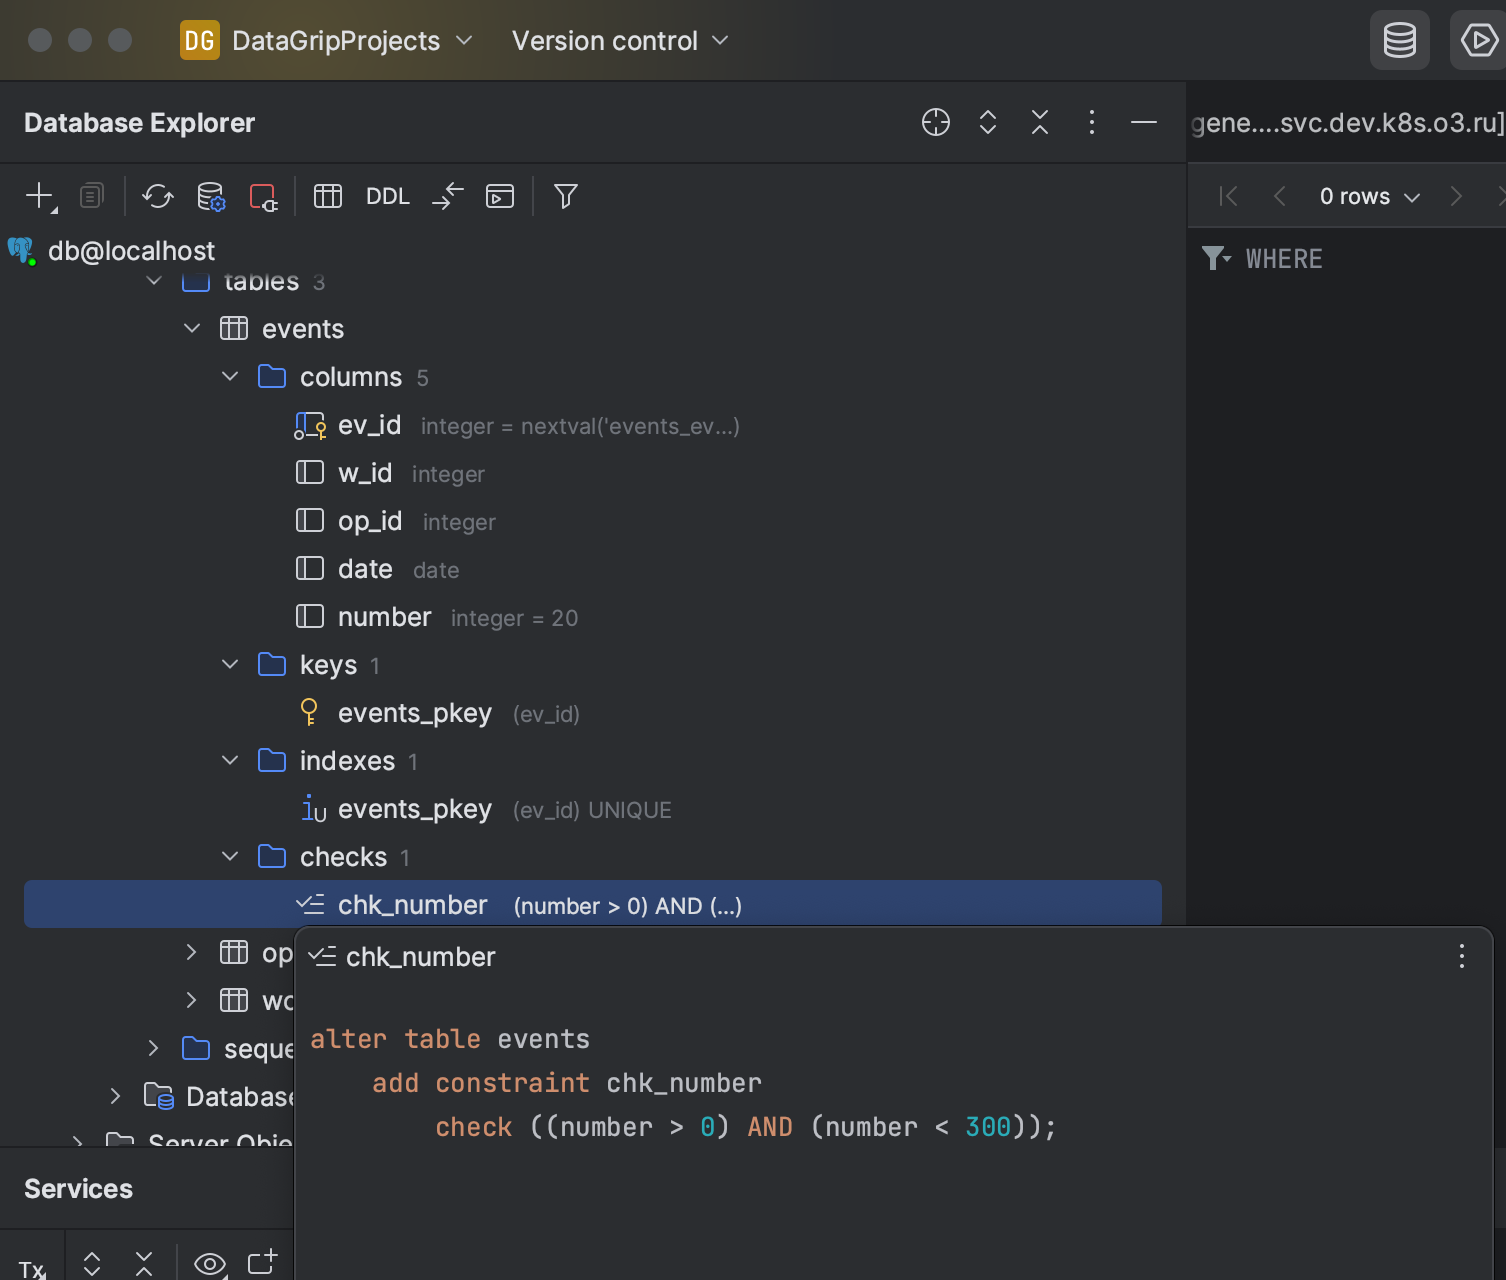 DG DataGripProjects Version control
Database Explorer
gene....svc.dev.k8s.o3.ru]
DDL
0 rows
db@localhost
WHERE
tables 3
events
columns 5
ev_id integer = nextval('events_ev...)
w_id integer
op_id integer
date date
number integer = 20
keys 1
events_pkey (ev_id)
indexes 1
events_pkey (ev_id) UNIQUE
checks 1
chk_number (number > 0) AND (...)
op
chk_number
wo
alter table events
seque
add constraint chk_number
Database
check ((number > 0) AND (number < 300));
Server Obje
Services
Tx